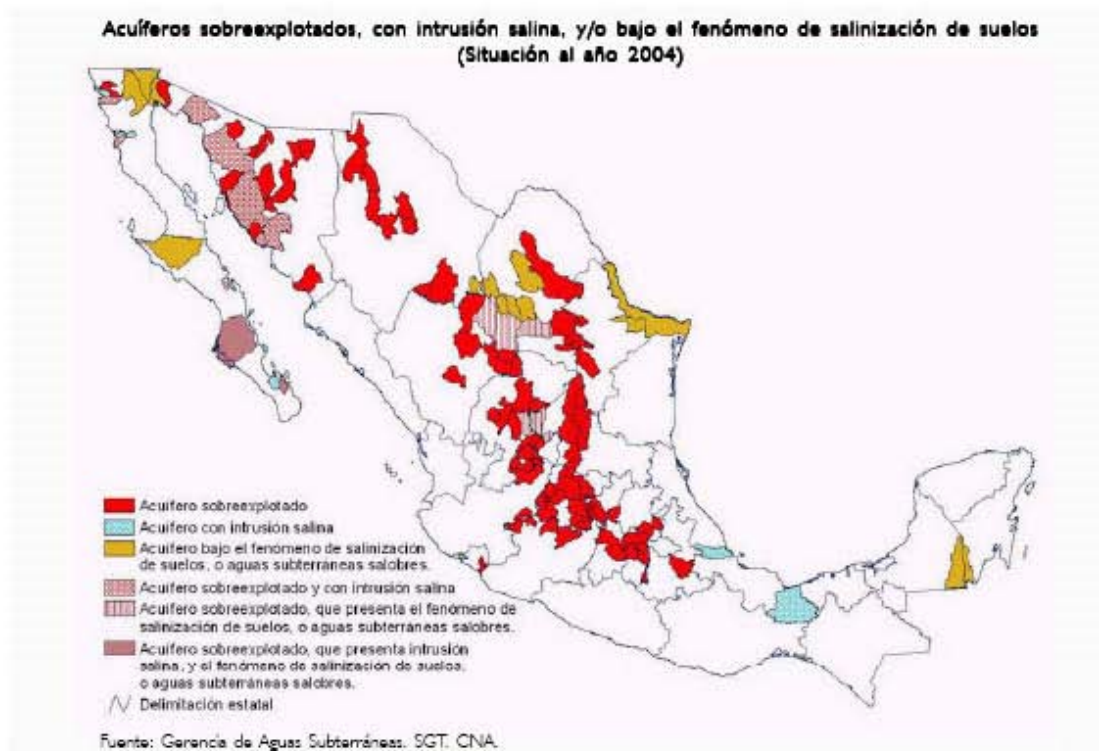 Acuíferos sobreexplotados, con intrusión salina, y/o bajo el fenómeno de salinización de suelos
(Situación al año 2004)
Acuífero sobreexplotado
Acuífero con intrusión salina
Acuífero bajo el fenómeno de salinización
de suelos, o aguas subterráneas salobres.
Acuífero sobreexplotado y con intrusión salina
Acuífero sobreexplotado, que presenta el fenómeno de
salinización de suelos, o aguas subterráneas salobres.
Acuífero sobreexplotado, que presenta intrusión
salina, y el fenómeno de salinización de suelos,
o aguas subterráneas salobres.
Delimitación estatal
Fuente: Gerencia de Aguas Subterráneas. SGT. CNA.